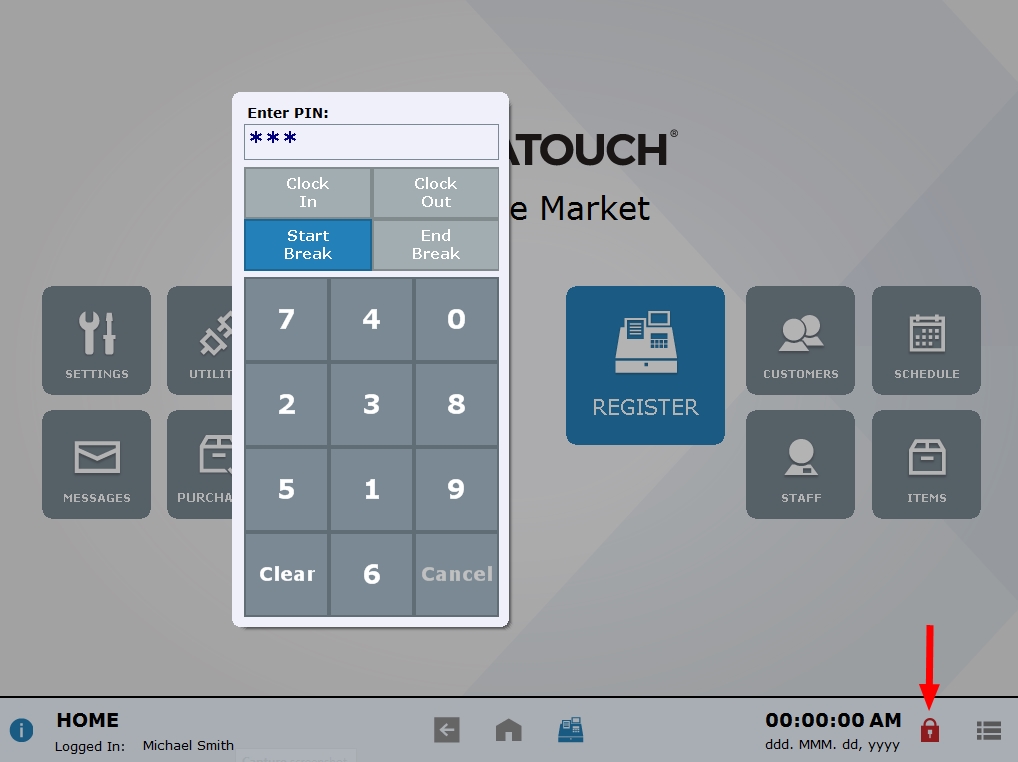 Enter PIN:
***
ATOUCH®
Clock
In
Clock
Out
e Market
Start
Break
End
Break
7 4 0
2 3 8
5 1 9
Clear 6 Cancel
SETTINGS
UTILIT
REGISTER
CUSTOMERS
SCHEDULE
MESSAGES
PURCHA
STAFF
ITEMS
i
HOME
Logged In: Michael Smith
00:00:00 AM
ddd. MMM. dd, yyyy